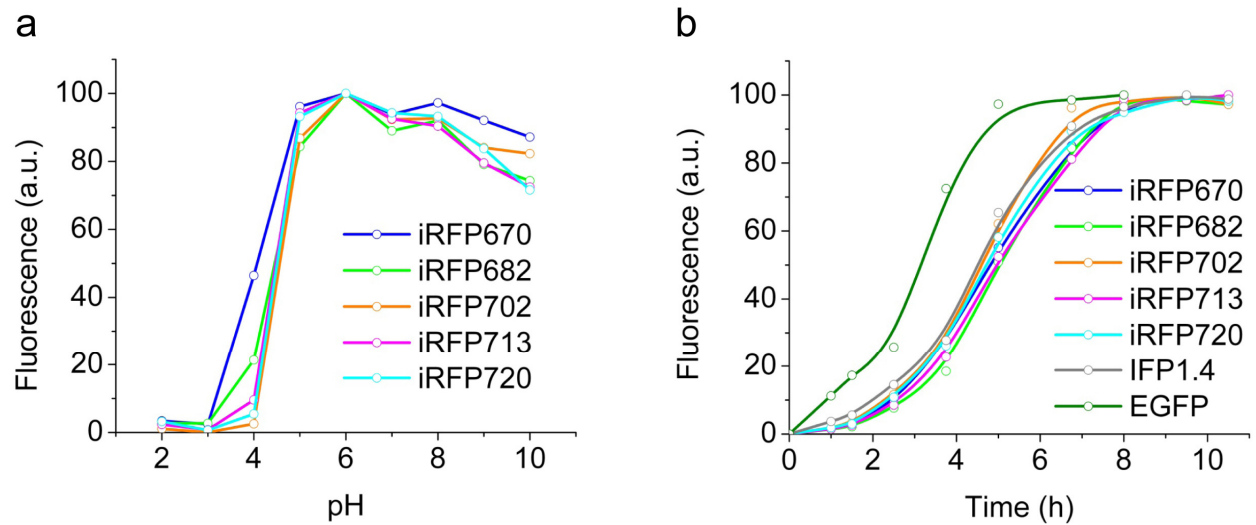 a
Fluorescence (a.u.)
100
80
60
40
20
0
2 4 6 8 10
pH
iRFP670
iRFP682
iRFP702
iRFP713
iRFP720
b
Fluorescence (a.u.)
100
80
60
40
20
0
0 2 4 6 8 10
Time (h)
iRFP670
iRFP682
iRFP702
iRFP713
iRFP720
IFP1.4
EGFP